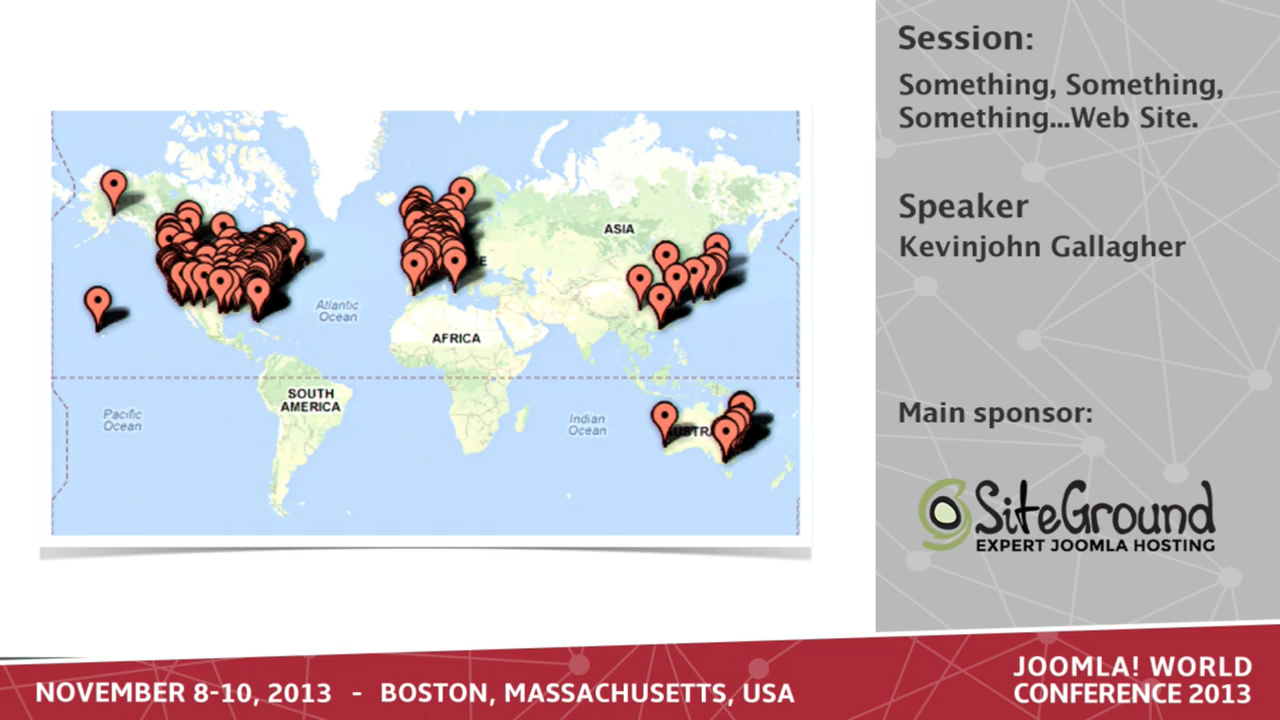 ASIA
Atlantic
Ocean
AFRICA
SOUTH
AMERICA
Pacific
Ocean
Indian
Ocean
Session:
Something, Something,
Something...Web Site.
Speaker
Kevinjohn Gallagher
Main sponsor:
SiteGround
EXPERT JOOMLA HOSTING
NOVEMBER 8-10, 2013 - BOSTON, MASSACHUSETTS, USA
JOOMLA! WORLD
CONFERENCE 2013